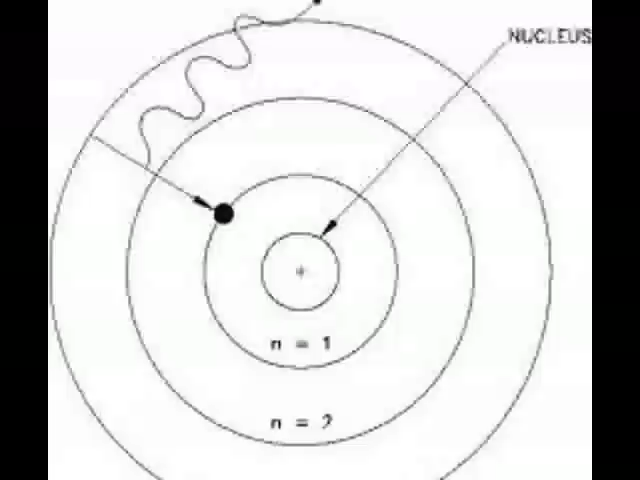 NUCLEUS
n = 1
n = 2